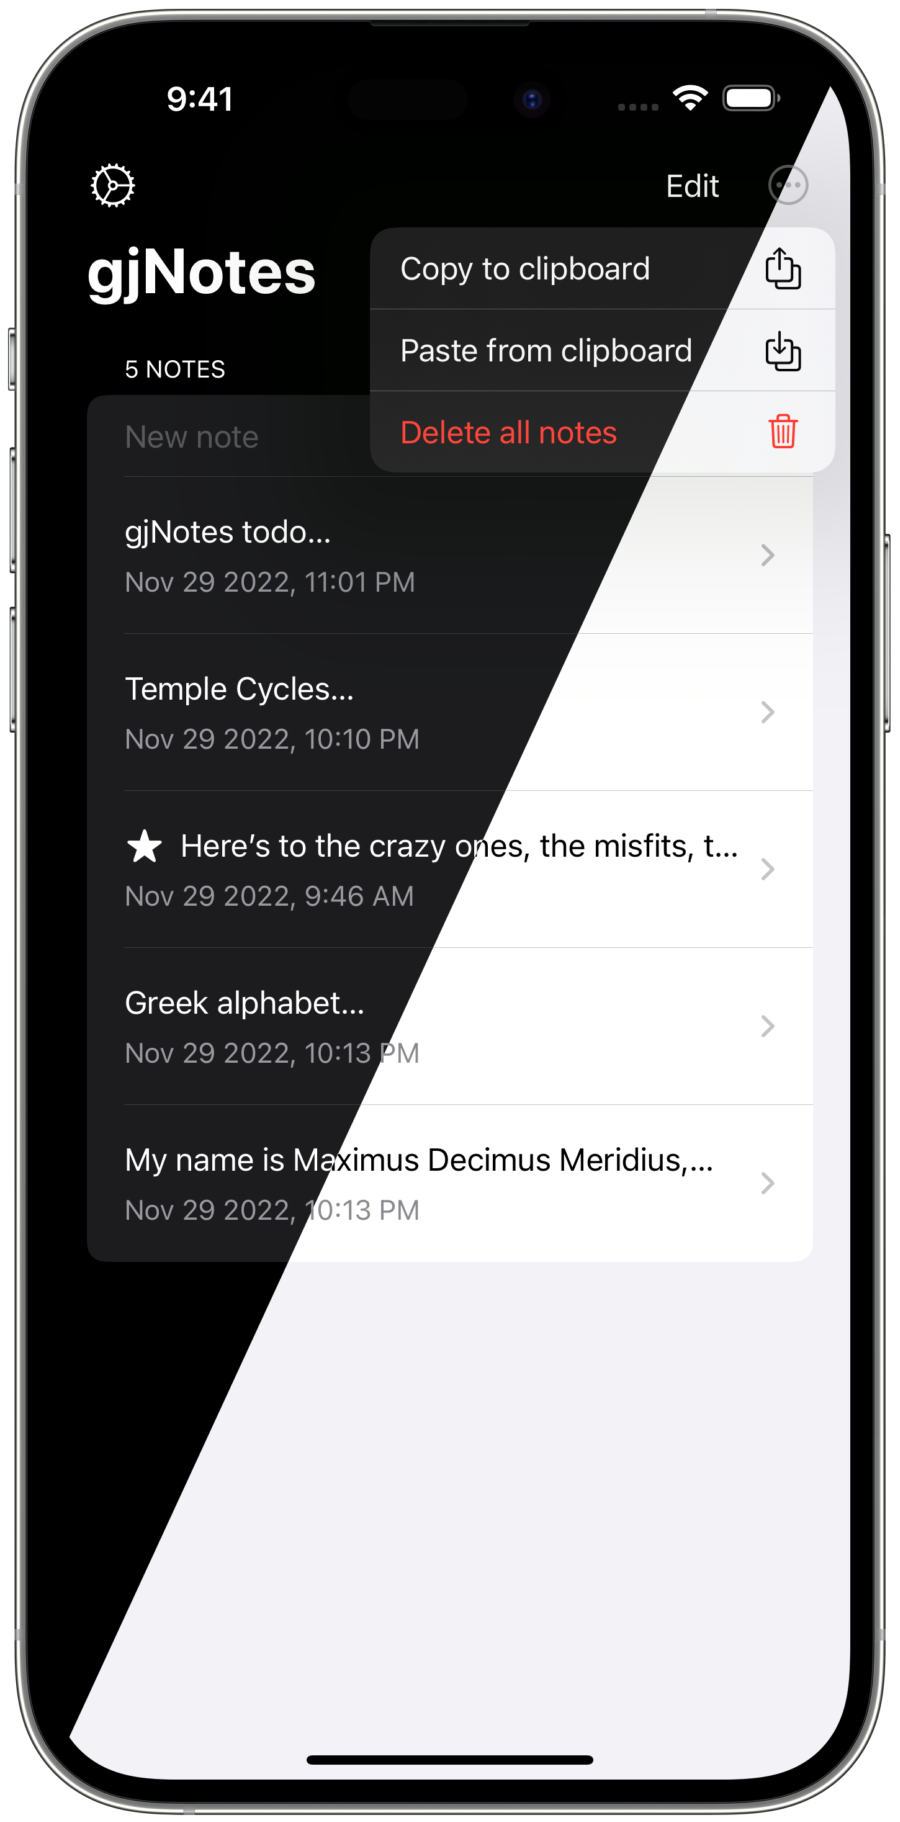 9:41
Edit
gjNotes
Copy to clipboard
Paste from clipboard
Delete all notes
5 NOTES
New note
gjNotes todo...
Nov 29 2022, 11:01 PM
Temple Cycles...
Nov 29 2022, 10:10 PM
Here’s to the crazy ones, the misfits, t...
Nov 29 2022, 9:46 AM
Greek alphabet...
Nov 29 2022, 10:13 PM
My name is Maximus Decimus Meridius,...
Nov 29 2022, 10:13 PM